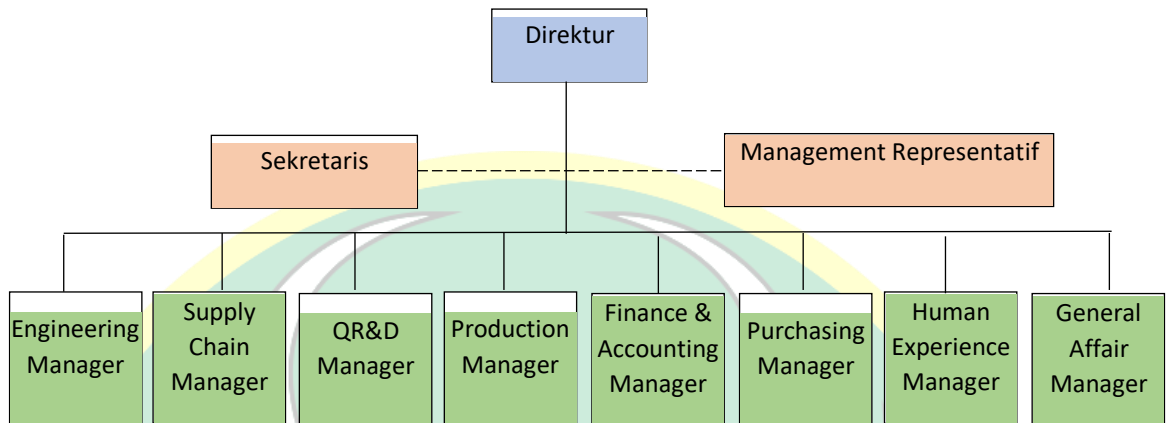 Direktur
Sekretaris
Management Representatif
Engineering
Manager
Supply
Chain
Manager
QR&D
Manager
Production
Manager
Finance &
Accounting
Manager
Purchasing
Manager
Human
Experience
Manager
General
Affair
Manager